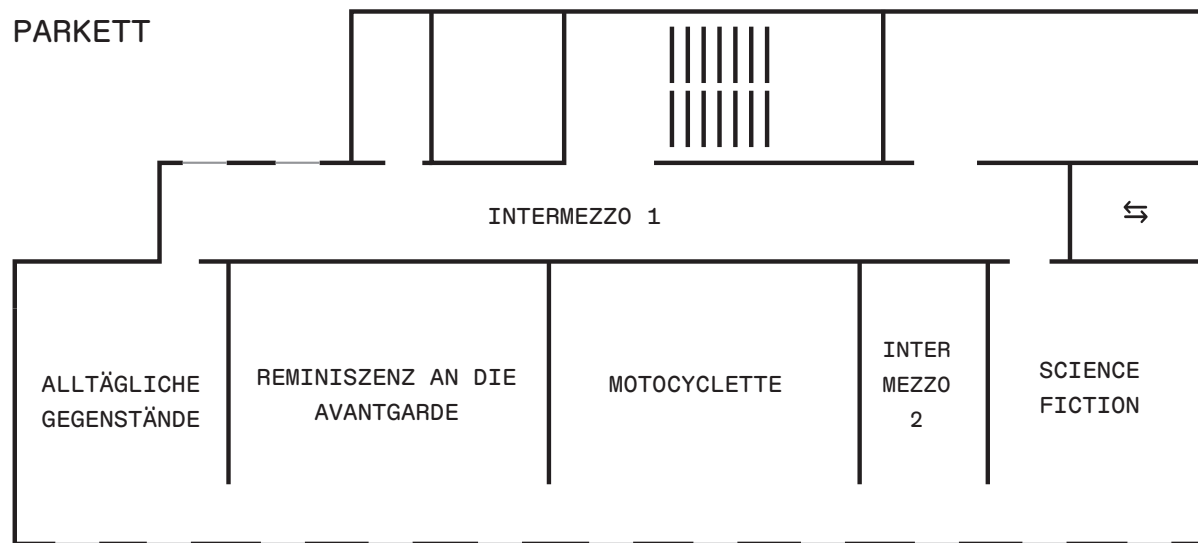 PARKETT
INTERMEZZO 1
ALLTÄGLICHE
GEGENSTÄNDE
REMINISZENZ AN DIE
AVANTGARDE
MOTOCYCLETTE
INTER
MEZZO
2
SCIENCE
FICTION